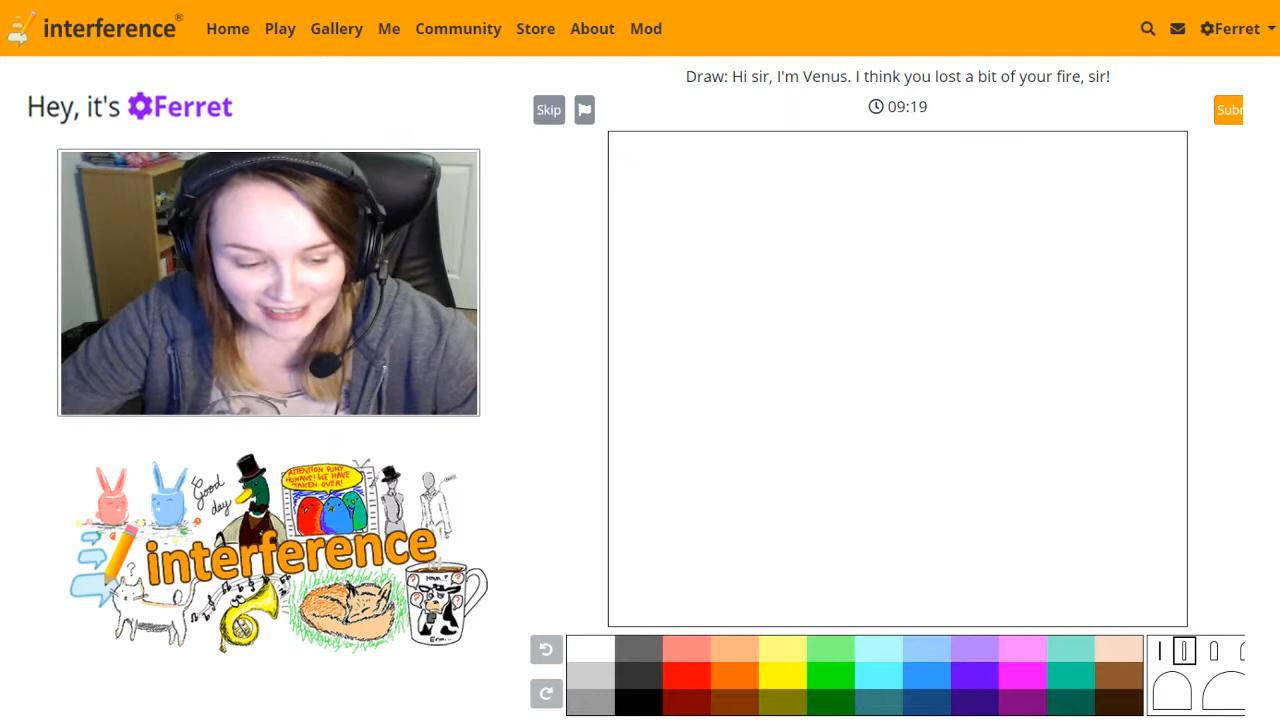 interference®
Home Play Gallery Me Community Store About Mod
Ferret
Hey, it's Ferret
Draw: Hi sir, I'm Venus. I think you lost a bit of your fire, sir!
Skip
09:19
Subr
Good
day
ATTENTION PUNY
HUMANS! WE HAVE
TAKEN OVER!
interference
Erm...